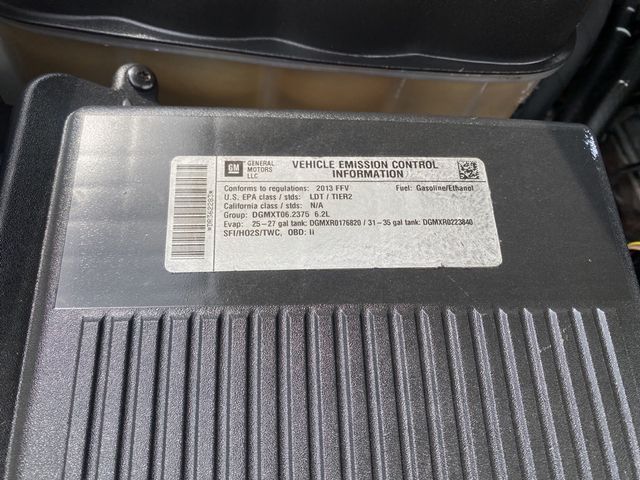 GM
GENERAL
MOTORS
LLC
VEHICLE EMISSION CONTROL
INFORMATION
Conforms to regulations: 2013 FFV Fuel: Gasoline/Ethanol
U.S. EPA class / stds: LDT / TIER2
California class / stds: N/A
Group: DGMXT06.2375 6.2L
Evap: 25-27 gal tank: DGMXR0176820 / 31-35 gal tank: DGMXR0223840
SFI/HO2S/TWC, OBD: II